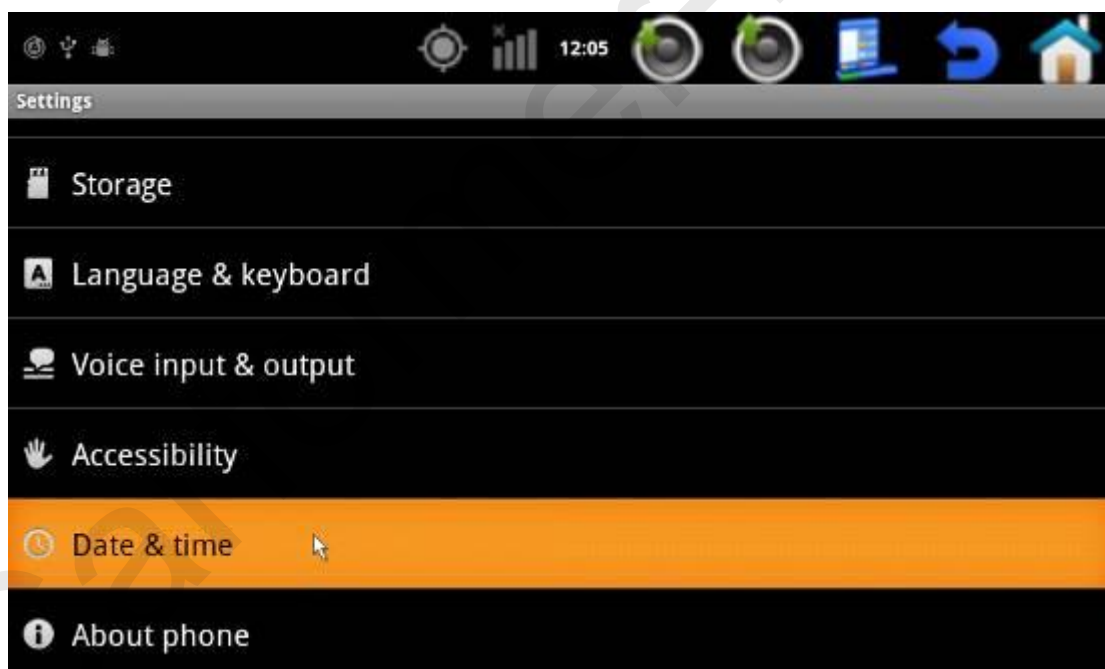 12:05
Settings
Storage
Language & keyboard
Voice input & output
Accessibility
Date & time
About phone